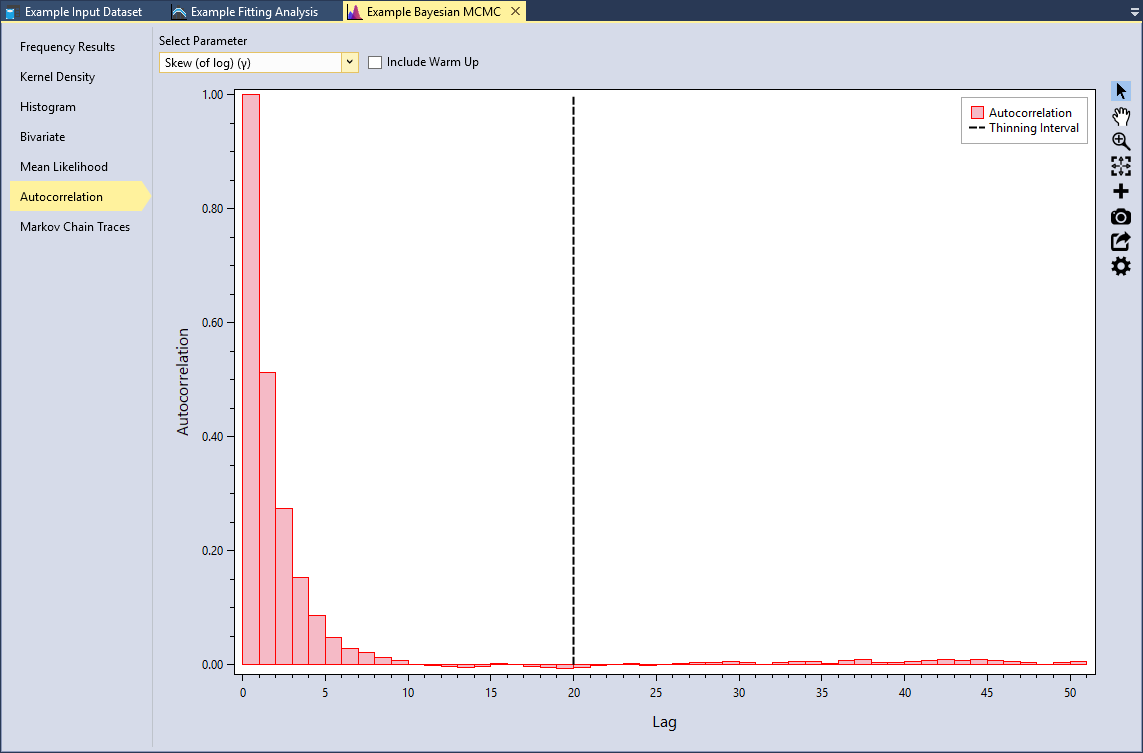 Example Input Dataset
Example Fitting Analysis
Example Bayesian MCMC
Frequency Results
Kernel Density
Histogram
Bivariate
Mean Likelihood
Autocorrelation
Markov Chain Traces
Select Parameter
Skew (of log) (γ)
Include Warm Up
Autocorrelation
Thinning Interval
Autocorrelation
1.00
0.80
0.60
0.40
0.20
0.00
0 5 10 15 20 25 30 35 40 45 50
Lag